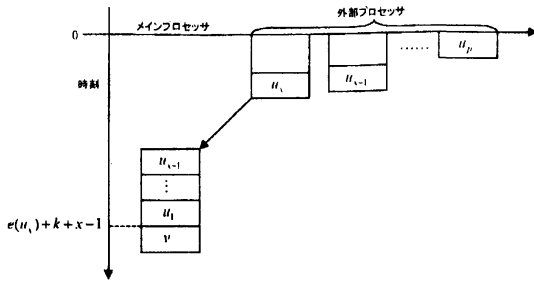 外部プロセッサ
メインプロセッサ
0
u_x
u_{x-1}
……
u_p
時刻
u_{x-1}
⋮
u_1
e(u_x)+k+x-1
v